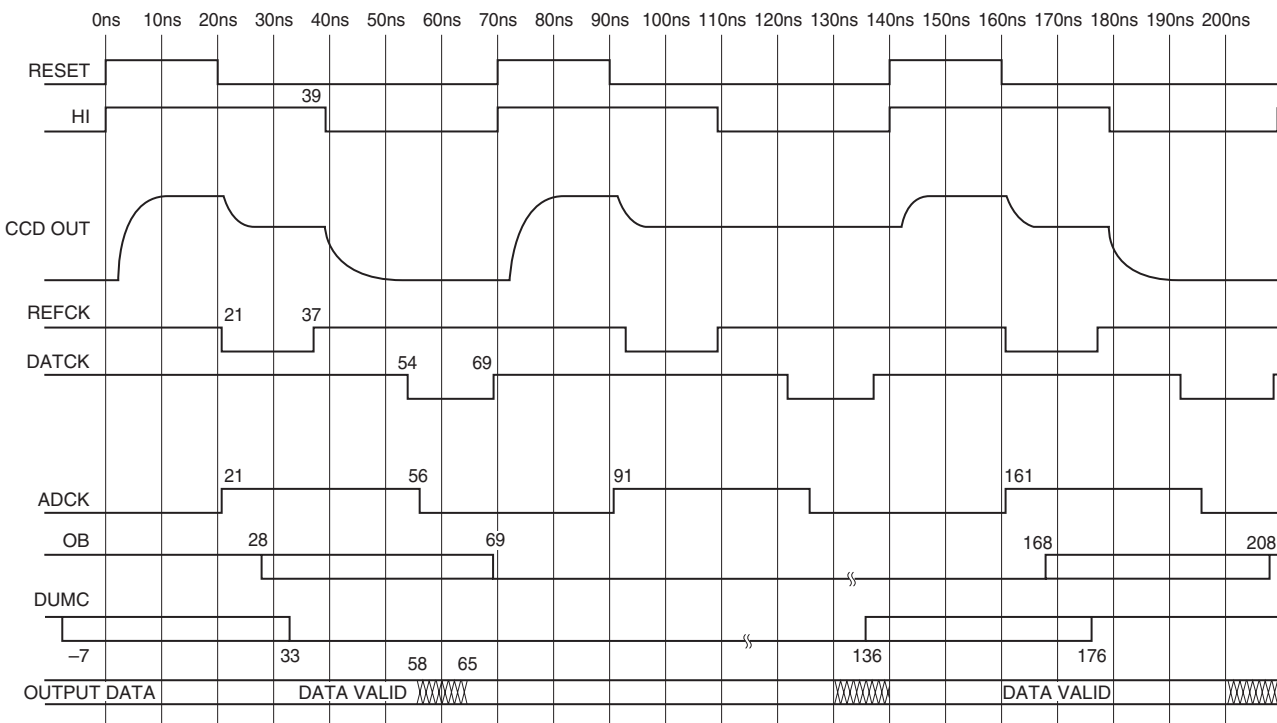 0ns 10ns 20ns 30ns 40ns 50ns 60ns 70ns 80ns 90ns 100ns 110ns 120ns 130ns 140ns 150ns 160ns 170ns 180ns 190ns 200ns
RESET
39
HI
CCD OUT
REFCK 21 37
DATCK 54 69
21 56 91 161
ADCK
OB 28 69 168 208
DUMC
–7 33 136 176
58 65
OUTPUT DATA DATA VALID DATA VALID